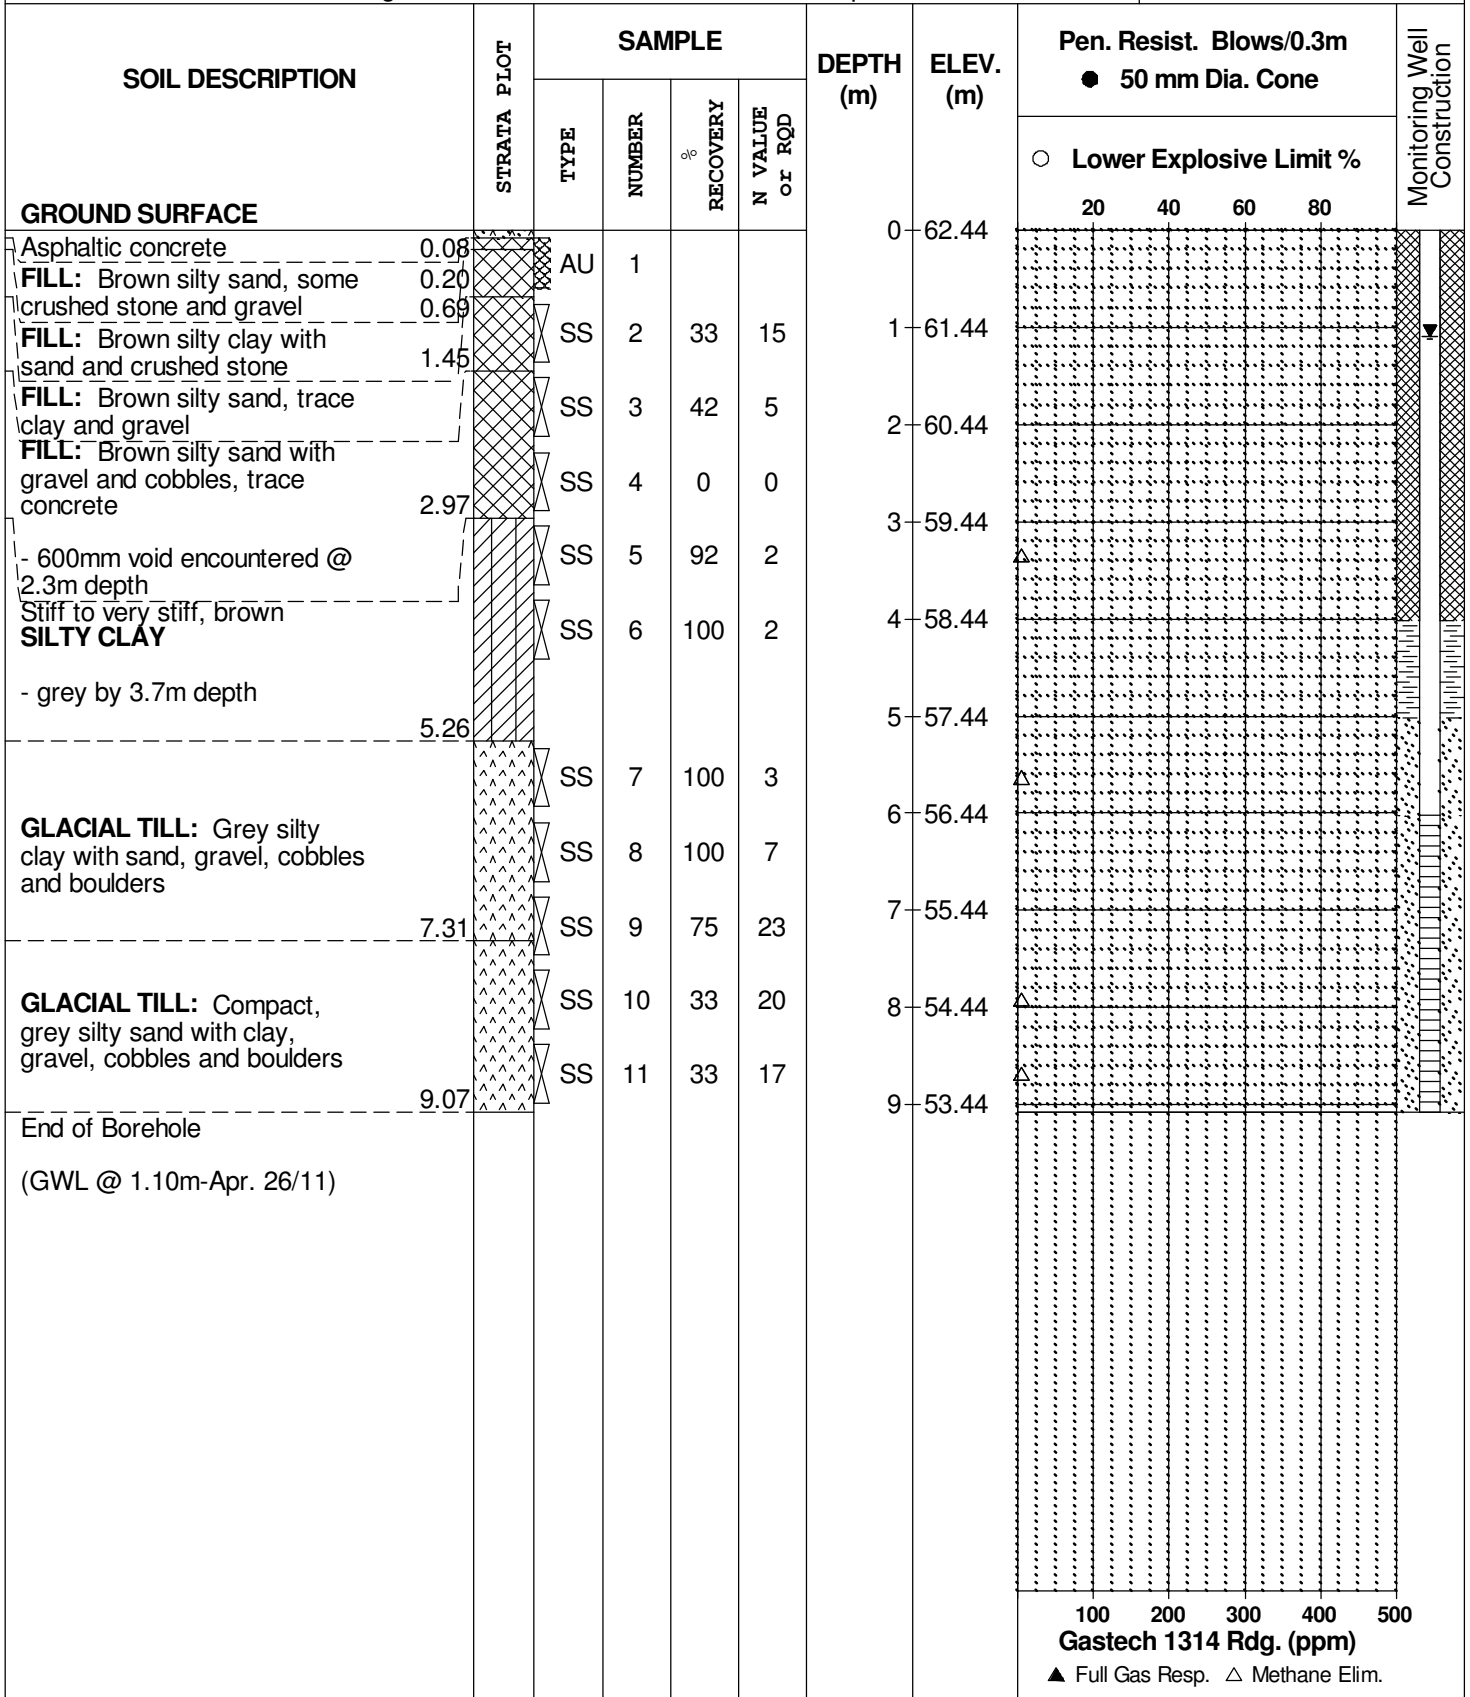 SOIL DESCRIPTION
GROUND SURFACE
STRATA PLOT
SAMPLE
TYPE
NUMBER
% RECOVERY
N VALUE or RQD
DEPTH (m)
ELEV. (m)
Pen. Resist. Blows/0.3m
● 50 mm Dia. Cone
○ Lower Explosive Limit %
20 40 60 80
Monitoring Well Construction
Asphaltic concrete 0.08
FILL: Brown silty sand, some 0.20
crushed stone and gravel 0.69
FILL: Brown silty clay with
sand and crushed stone 1.45
FILL: Brown silty sand, trace
clay and gravel
FILL: Brown silty sand with
gravel and cobbles, trace
concrete 2.97
- 600mm void encountered @
2.3m depth
Stiff to very stiff, brown
SILTY CLAY
- grey by 3.7m depth
5.26
GLACIAL TILL: Grey silty
clay with sand, gravel, cobbles
and boulders
7.31
GLACIAL TILL: Compact,
grey silty sand with clay,
gravel, cobbles and boulders
9.07
End of Borehole
(GWL @ 1.10m-Apr. 26/11)
AU 1
SS 2 33 15
SS 3 42 5
SS 4 0 0
SS 5 92 2
SS 6 100 2
SS 7 100 3
SS 8 100 7
SS 9 75 23
SS 10 33 20
SS 11 33 17
0 62.44
1 61.44
2 60.44
3 59.44
4 58.44
5 57.44
6 56.44
7 55.44
8 54.44
9 53.44
100 200 300 400 500
Gastech 1314 Rdg. (ppm)
▲ Full Gas Resp. △ Methane Elim.